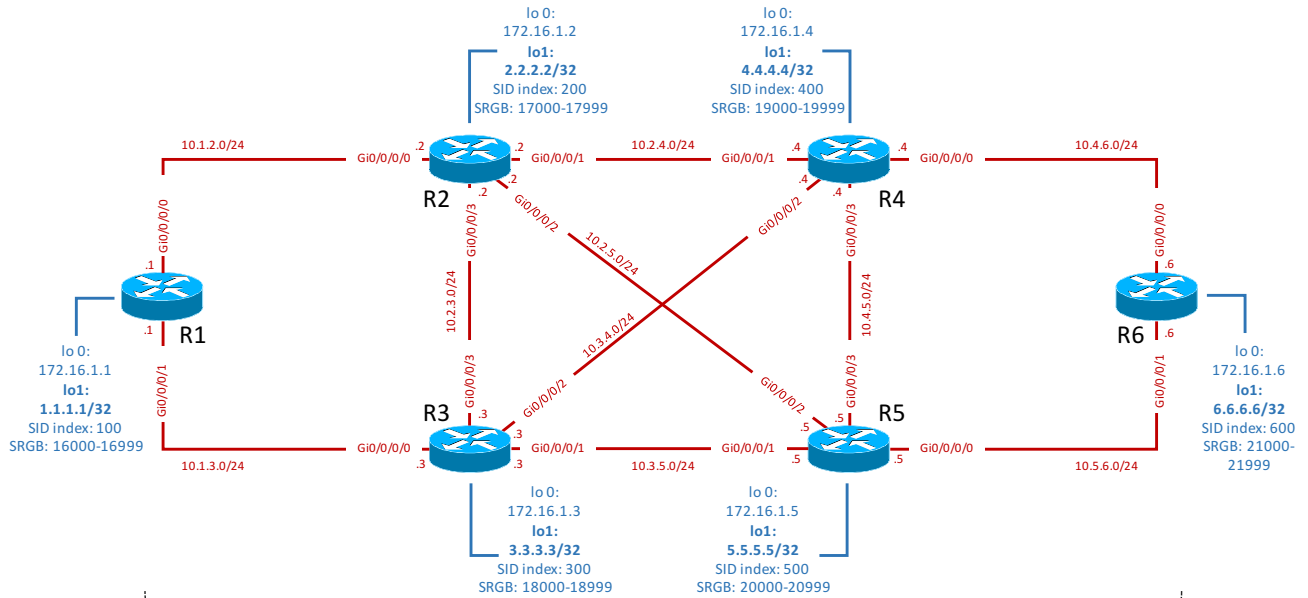 lo 0:
172.16.1.2
lo1:
2.2.2.2/32
SID index: 200
SRGB: 17000-17999
lo 0:
172.16.1.4
lo1:
4.4.4.4/32
SID index: 400
SRGB: 19000-19999
10.1.2.0/24
Gi0/0/0/0
.2
.2
Gi0/0/0/1
10.2.4.0/24
Gi0/0/0/1
.4
.4
Gi0/0/0/0
10.4.6.0/24
R2
.2
.2
Gi0/0/0/3
Gi0/0/0/2
.4
.4
Gi0/0/0/2
Gi0/0/0/3
R4
Gi0/0/0/0
.1
10.2.3.0/24
10.2.5.0/24
10.3.4.0/24
10.4.5.0/24
Gi0/0/0/0
.6
R1
.1
Gi0/0/0/1
R6
.6
Gi0/0/0/1
lo 0:
172.16.1.1
lo1:
1.1.1.1/32
SID index: 100
SRGB: 16000-16999
lo 0:
172.16.1.6
lo1:
6.6.6.6/32
SID index: 600
SRGB: 21000-
21999
Gi0/0/0/3
Gi0/0/0/2
Gi0/0/0/2
Gi0/0/0/3
R3
.3
.3
R5
.5
.5
10.1.3.0/24
Gi0/0/0/0
.3
.3
Gi0/0/0/1
10.3.5.0/24
Gi0/0/0/1
.5
.5
Gi0/0/0/0
10.5.6.0/24
lo 0:
172.16.1.3
lo1:
3.3.3.3/32
SID index: 300
SRGB: 18000-18999
lo 0:
172.16.1.5
lo1:
5.5.5.5/32
SID index: 500
SRGB: 20000-20999